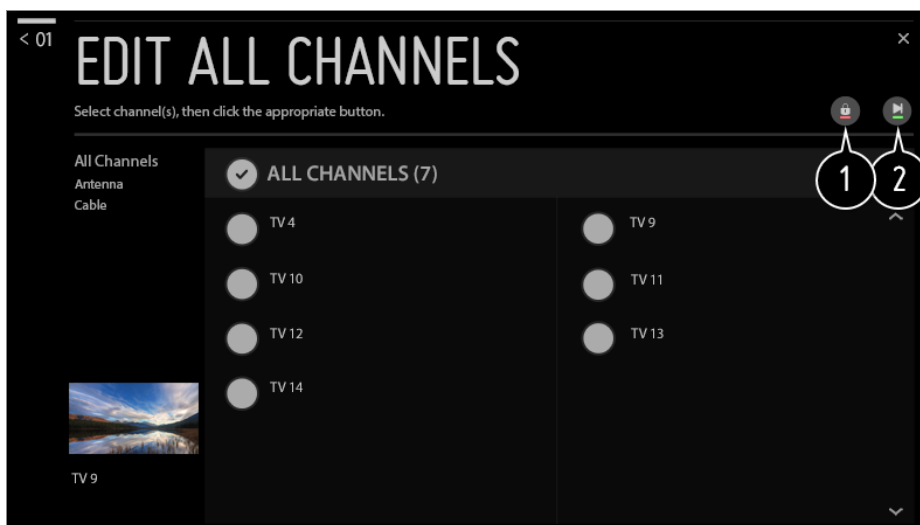 < 01
EDIT ALL CHANNELS
Select channel(s), then click the appropriate button.
1
2
All Channels
Antenna
Cable
ALL CHANNELS (7)
TV 4
TV 9
TV 10
TV 11
TV 12
TV 13
TV 14
TV 9